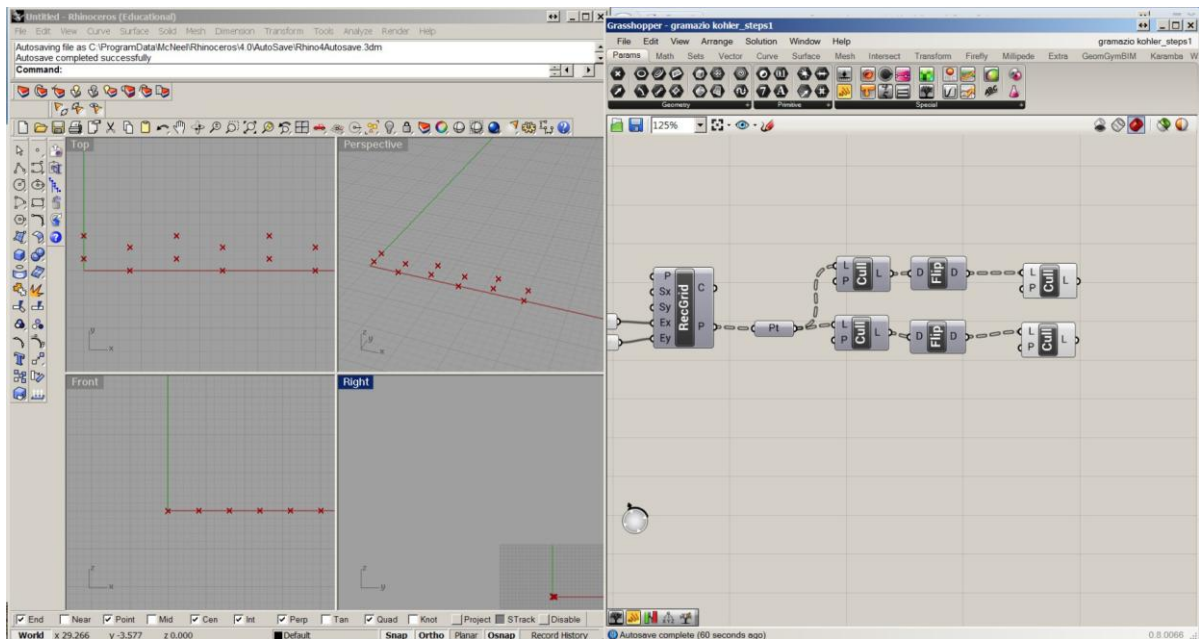 Untitled - Rhinoceros (Educational)
File Edit View Curve Surface Solid Mesh Dimension Transform Tools Analyze Render Help
Autosaving file as C:\ProgramData\McNeel\Rhinoceros\4.0\AutoSave\Rhino4Autosave.3dm
Autosave completed successfully
Command:
Top
Perspective
y
x
z
y
x
Front
Right
z
x
z
y
End Near Point Mid Cen Int Perp Tan Quad Knot Project STrack Disable
World x 29.266 y -3.577 z 0.000 Default Snap Ortho Planar Osnap Record History
Grasshopper - gramazio kohler_steps1
File Edit View Arrange Solution Window Help gramazio kohler_steps1
Params Math Sets Vector Curve Surface Mesh Intersect Transform Firefly Millipede Extra GeomGymBIM Karamba W
Geometry Primitive Special
125%
P Sx Sy Ex Ey RecGrid C P
Pt
L P Cull L
D Flip D
L P Cull L
L P Cull L
D Flip D
L P Cull L
Autosave complete (60 seconds ago) 0.8.0066